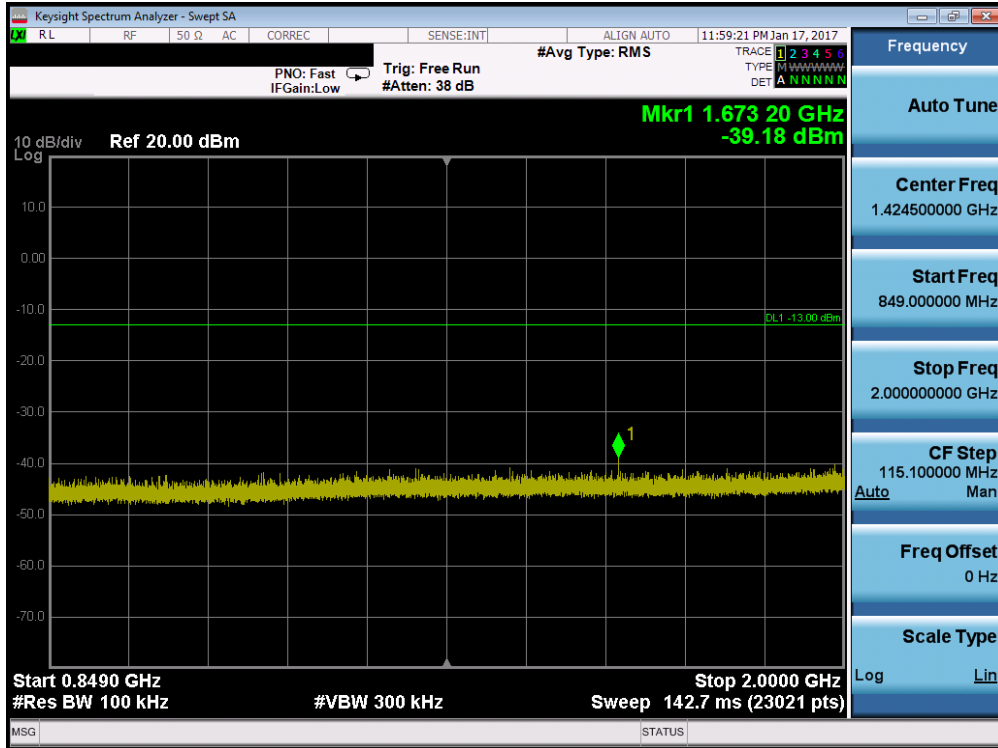 Keysight Spectrum Analyzer - Swept SA
LXI RL RF 50 Ω AC CORREC SENSE:INT ALIGN AUTO 11:59:21 PM Jan 17, 2017
#Avg Type: RMS TRACE 1 2 3 4 5 6
PNO: Fast Trig: Free Run TYPE M W W W W W
IFGain:Low #Atten: 38 dB DET A N N N N N
Mkr1 1.673 20 GHz
10 dB/div Ref 20.00 dBm -39.18 dBm
Log
10.0
0.00
-10.0
DL1 -13.00 dBm
-20.0
-30.0
1
-40.0
-50.0
-60.0
-70.0
Start 0.8490 GHz Stop 2.0000 GHz
#Res BW 100 kHz #VBW 300 kHz Sweep 142.7 ms (23021 pts)
MSG STATUS
Frequency
Auto Tune
Center Freq
1.424500000 GHz
Start Freq
849.000000 MHz
Stop Freq
2.000000000 GHz
CF Step
115.100000 MHz
Auto Man
Freq Offset
0 Hz
Scale Type
Log Lin